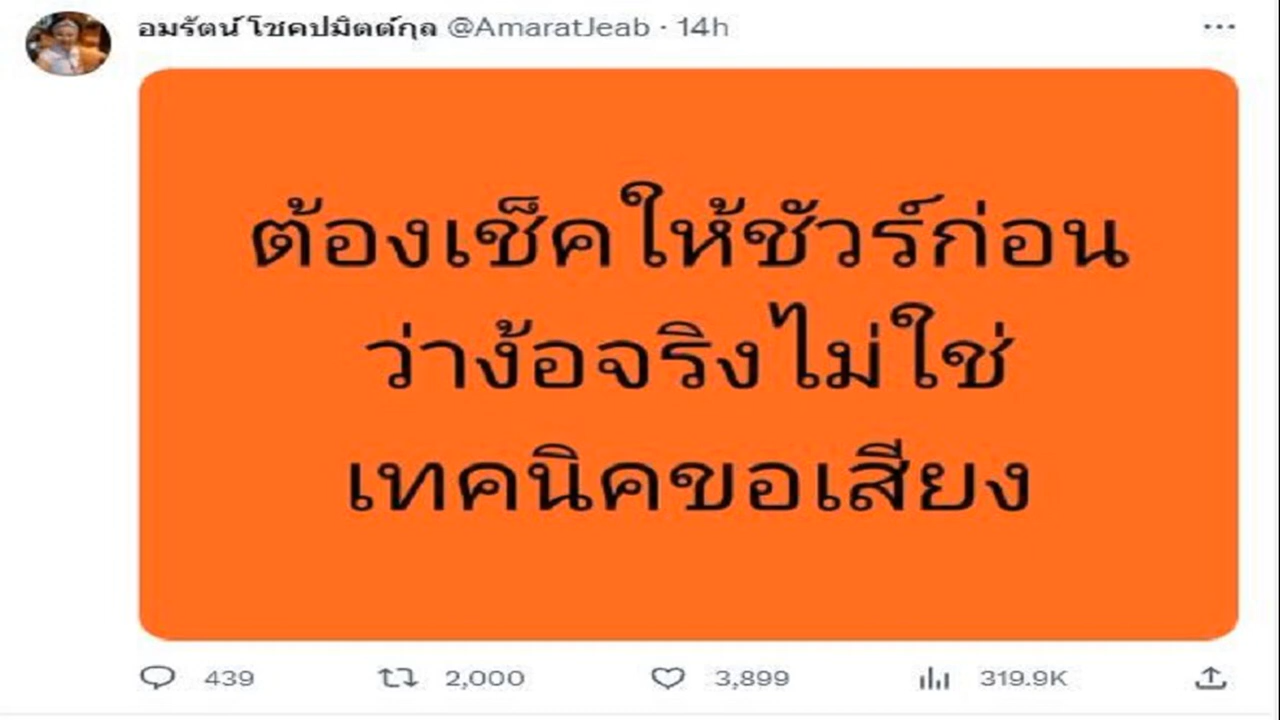 อมรัตน์ โชคปมิตต์กุล @AmaratJeab · 14h
ต้องเช็คให้ชัวร์ก่อน
ว่าง้อจริงไม่ใช่
เทคนิคขอเสียง
439 2,000 3,899 319.9K